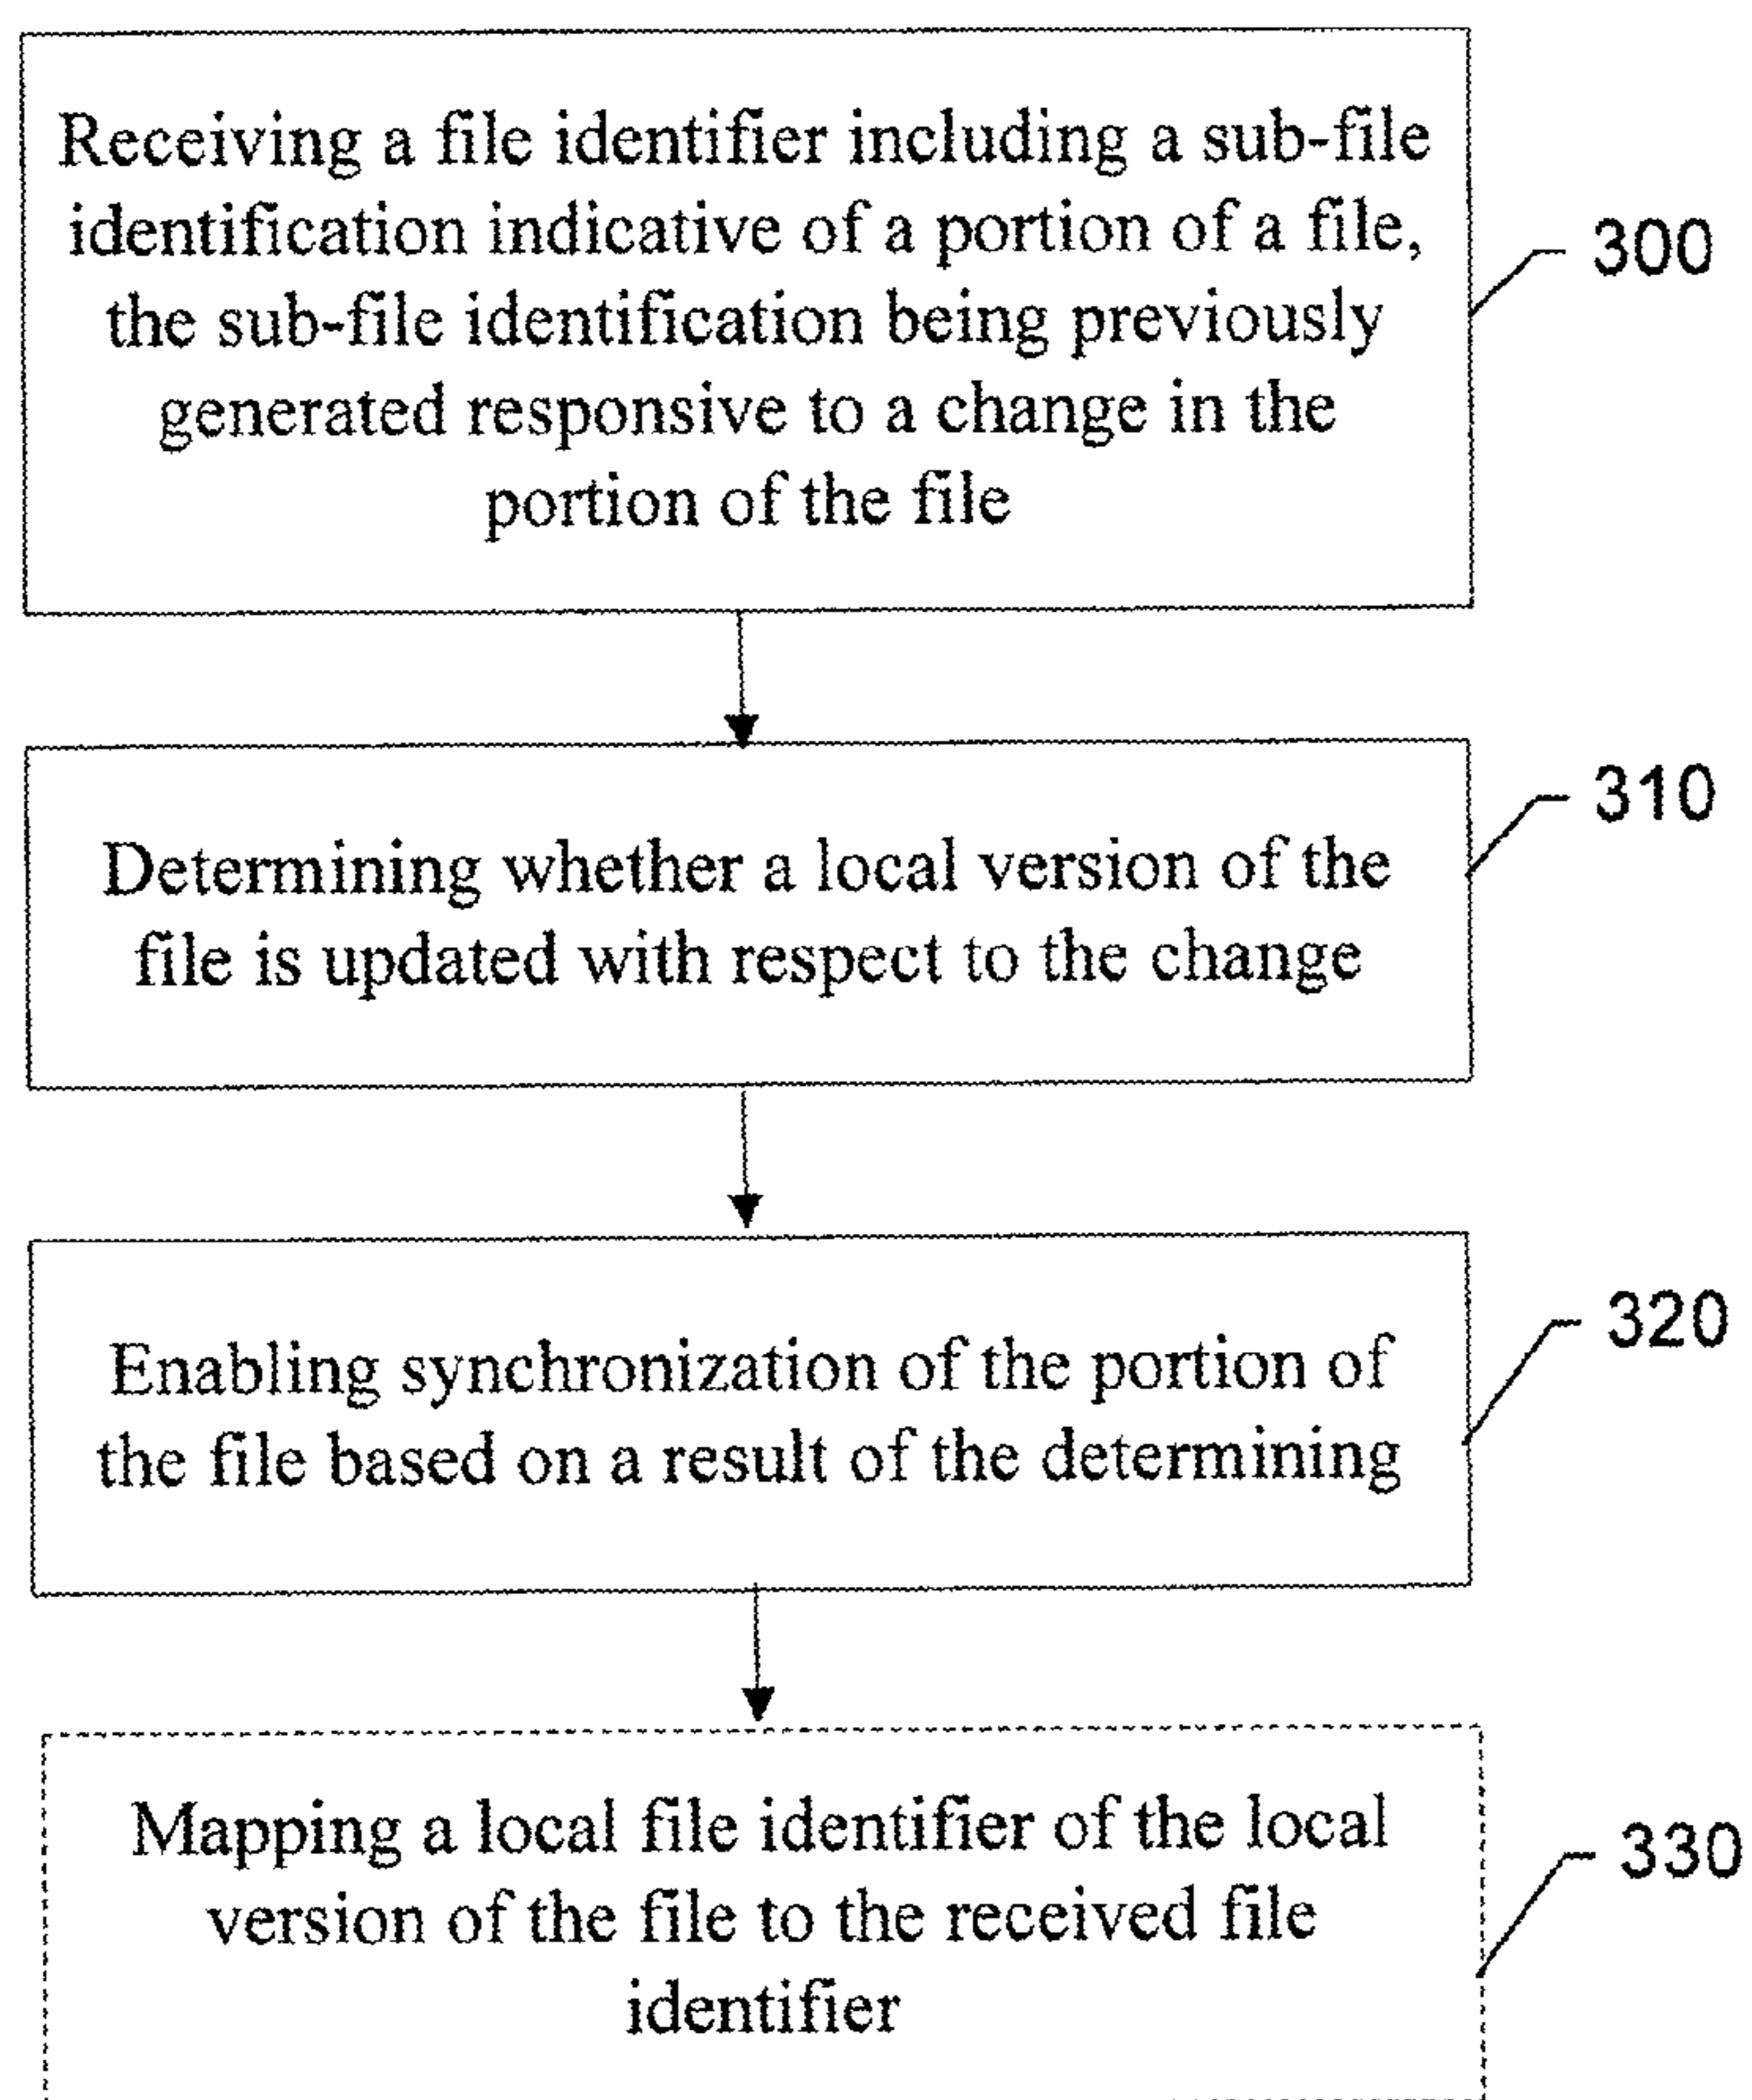 Receiving a file identifier including a sub-file
identification indicative of a portion of a file,
the sub-file identification being previously
generated responsive to a change in the
portion of the file
300
Determining whether a local version of the
file is updated with respect to the change
310
Enabling synchronization of the portion of
the file based on a result of the determining
320
Mapping a local file identifier of the local
version of the file to the received file
identifier
330